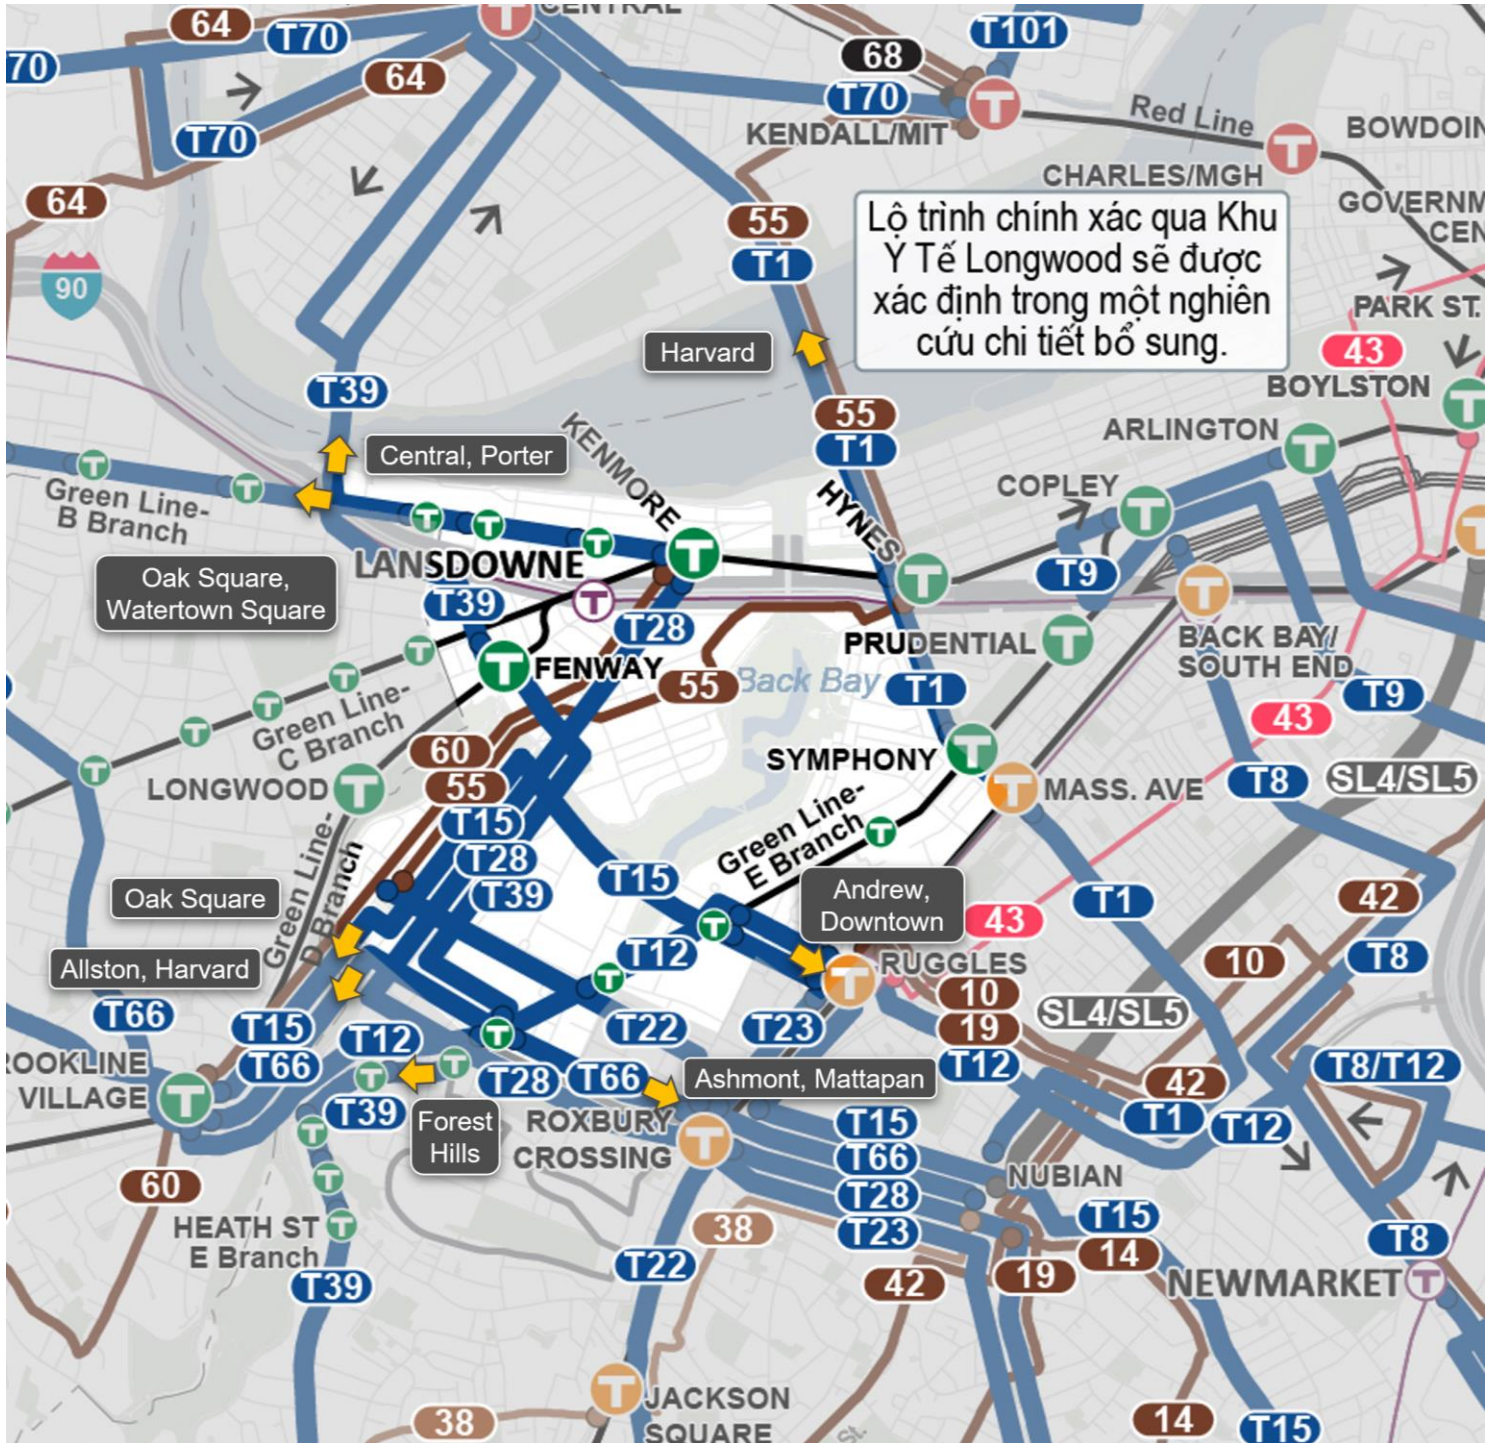 CENTRAL
64
T70
T101
70
68
64
T70
T70
KENDALL/MIT
Red Line
BOWDOIN
CHARLES/MGH
64
55
T1
Lộ trình chính xác qua Khu
Y Tế Longwood sẽ được
xác định trong một nghiên
cứu chi tiết bổ sung.
GOVERNM
CEN
90
PARK ST.
Harvard
43
T39
BOYLSTON
55
T1
ARLINGTON
KENMORE
Central, Porter
COPLEY
HYNES
Green Line-
B Branch
LANSDOWNE
T9
Oak Square,
Watertown Square
T39
T28
PRUDENTIAL
BACK BAY/
SOUTH END
FENWAY
55
Back Bay
T1
T9
43
Green Line-
C Branch
60
SYMPHONY
LONGWOOD
55
MASS. AVE
T8
SL4/SL5
T15
T28
T39
Green Line-
E Branch
T15
Green Line-
D Branch
Oak Square
Andrew,
Downtown
T1
42
43
T12
RUGGLES
10
T8
Allston, Harvard
10
T66
T15
T12
T22
T23
19
SL4/SL5
ROOKLINE
VILLAGE
T66
T12
T8/T12
T28
T66
Ashmont, Mattapan
42
T39
Forest
Hills
ROXBURY
CROSSING
T15
T1
T12
T66
NUBIAN
60
T28
T15
HEATH ST
E Branch
38
T23
14
T8
T22
42
19
T39
NEWMARKET
JACKSON
SQUARE
38
St.
14
T15